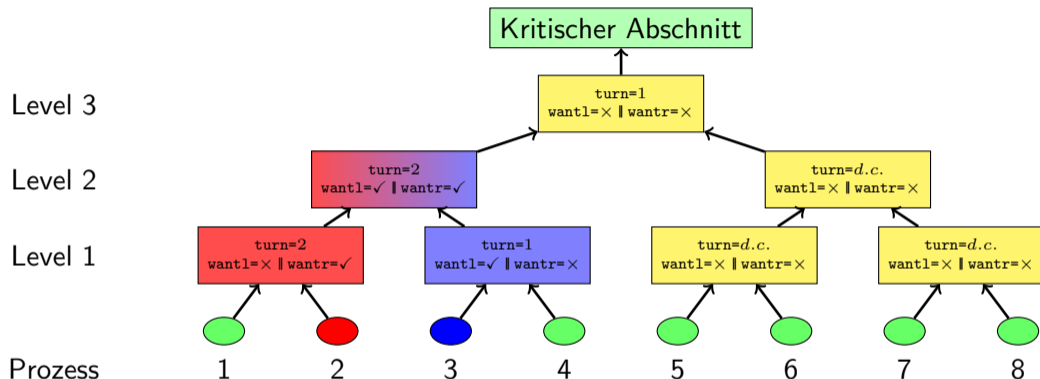 Kritischer Abschnitt
Level 3
turn=1
wantl=× ‖ wantr=×
Level 2
turn=2
wantl=✓ ‖ wantr=✓
turn=d.c.
wantl=× ‖ wantr=×
Level 1
turn=2
wantl=× ‖ wantr=✓
turn=1
wantl=✓ ‖ wantr=×
turn=d.c.
wantl=× ‖ wantr=×
turn=d.c.
wantl=× ‖ wantr=×
Prozess 1 2 3 4 5 6 7 8